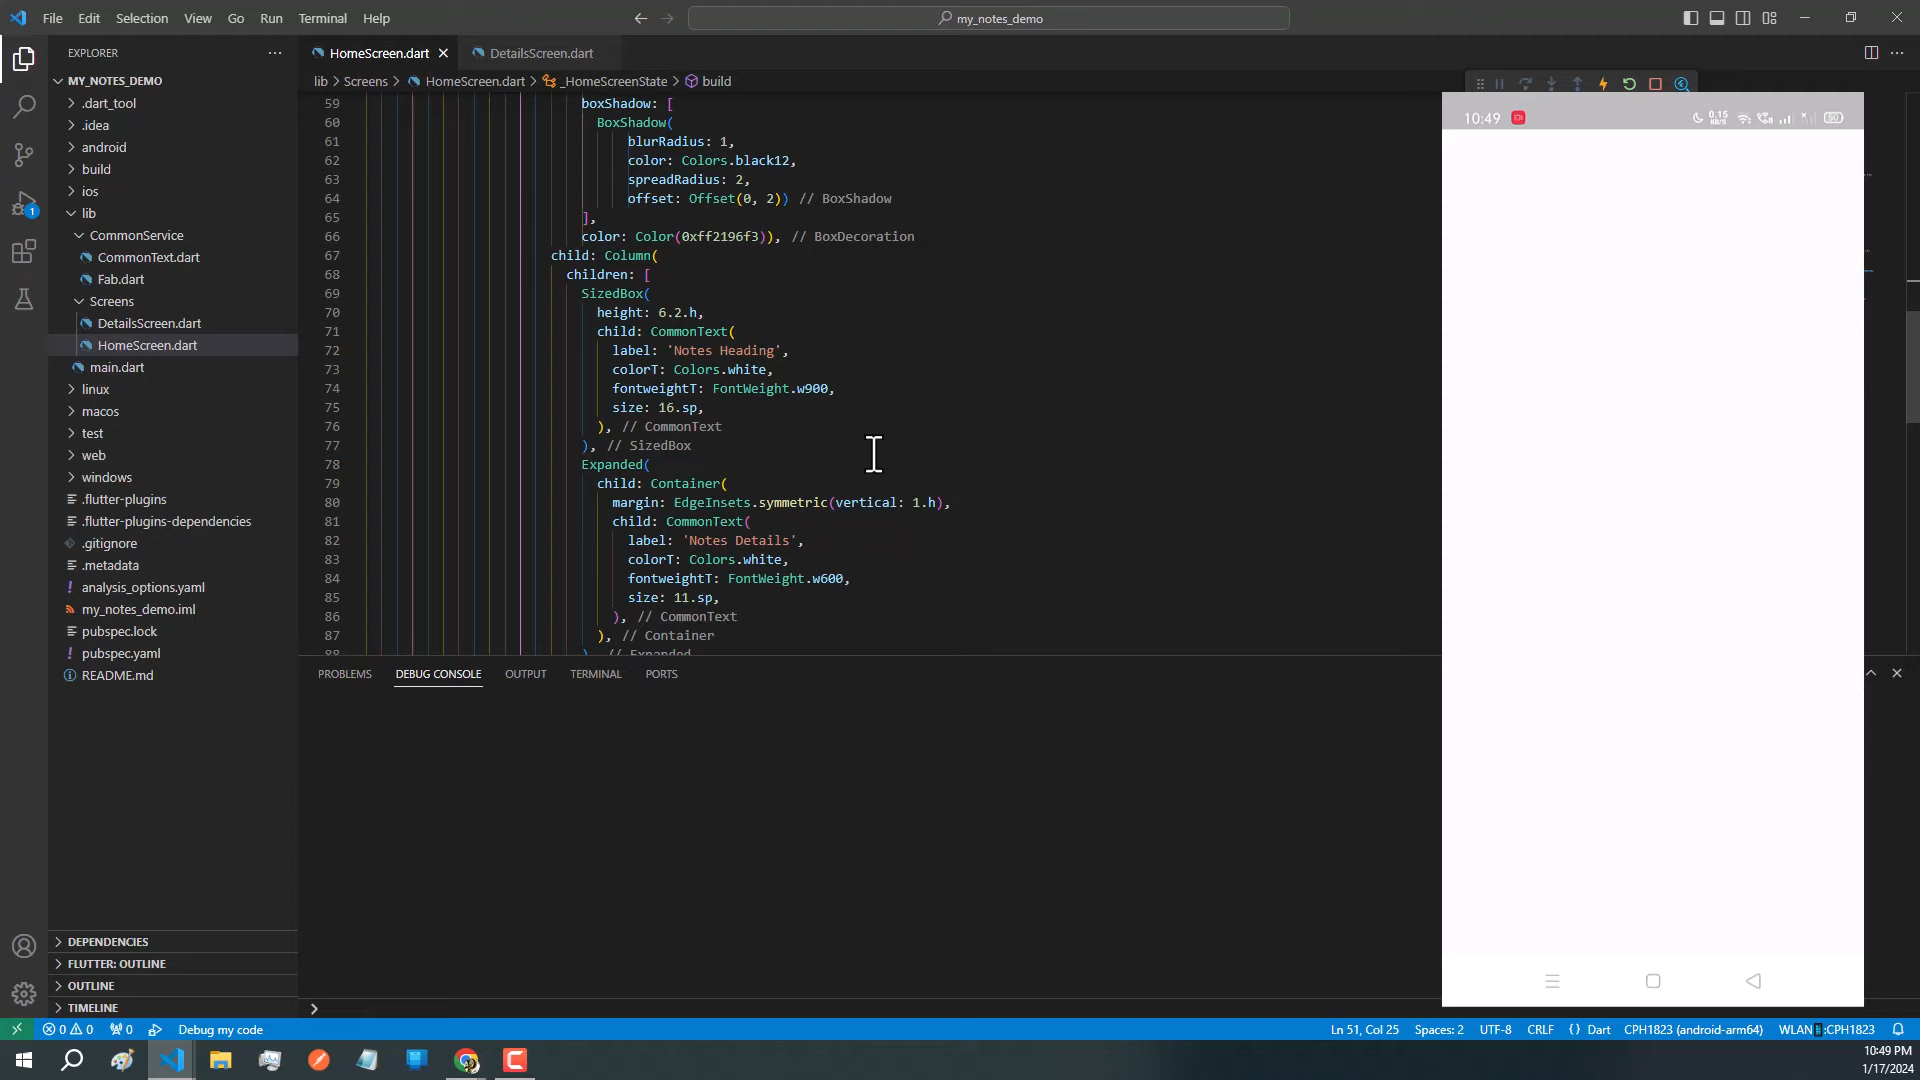 File Edit Selection View Go Run Terminal Help
my_notes_demo
EXPLORER
MY_NOTES_DEMO
.dart_tool
.idea
android
build
ios
lib
CommonService
CommonText.dart
Fab.dart
Screens
DetailsScreen.dart
HomeScreen.dart
main.dart
linux
macos
test
web
windows
.flutter-plugins
.flutter-plugins-dependencies
.gitignore
.metadata
analysis_options.yaml
my_notes_demo.iml
pubspec.lock
pubspec.yaml
README.md
DEPENDENCIES
FLUTTER: OUTLINE
OUTLINE
TIMELINE
HomeScreen.dart DetailsScreen.dart
lib > Screens > HomeScreen.dart > _HomeScreenState > build
59 boxShadow: [
60 BoxShadow(
61 blurRadius: 1,
62 color: Colors.black12,
63 spreadRadius: 2,
64 offset: Offset(0, 2)) // BoxShadow
65 ],
66 color: Color(0xff2196f3)), // BoxDecoration
67 child: Column(
68 children: [
69 SizedBox(
70 height: 6.2.h,
71 child: CommonText(
72 label: 'Notes Heading',
73 colorT: Colors.white,
74 fontweightT: FontWeight.w900,
75 size: 16.sp,
76 ), // CommonText
77 ), // SizedBox
78 Expanded(
79 child: Container(
80 margin: EdgeInsets.symmetric(vertical: 1.h),
81 child: CommonText(
82 label: 'Notes Details',
83 colorT: Colors.white,
84 fontweightT: FontWeight.w600,
85 size: 11.sp,
86 ), // CommonText
87 ), // Container
88 ) // Expanded
PROBLEMS DEBUG CONSOLE OUTPUT TERMINAL PORTS
10:49 0.15 KB/S 50
1
0 0 0 Debug my code
Ln 51, Col 25 Spaces: 2 UTF-8 CRLF {} Dart CPH1823 (android-arm64) WLAN :CPH1823
10:49 PM
1/17/2024